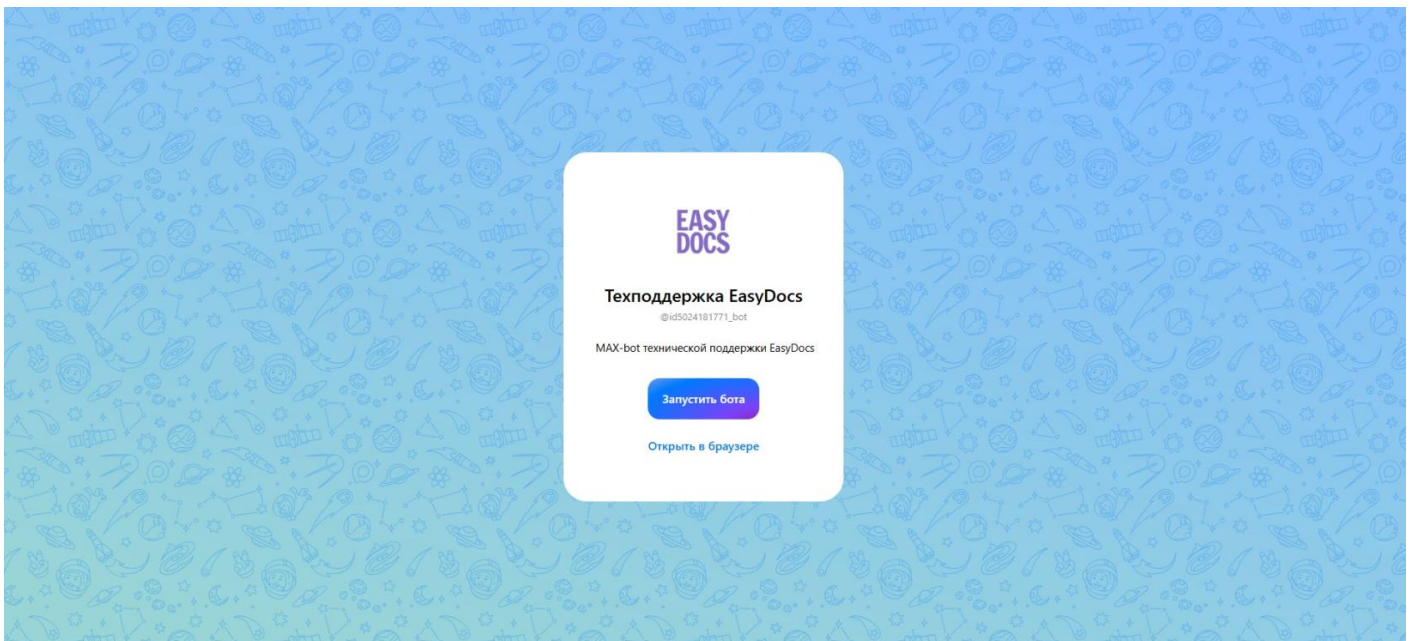 EASY
DOCS
Техподдержка EasyDocs
@id5024181771_bot
MAX-bot технической поддержки EasyDocs
Запустить бота
Открыть в браузере